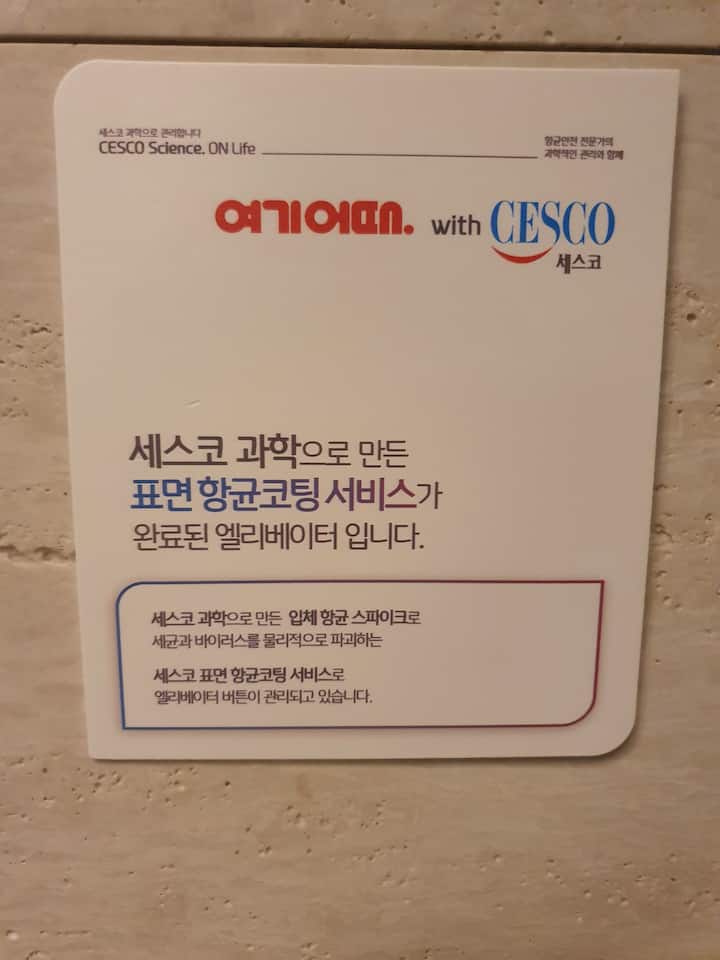 세스코 과학으로 관리합니다
CESCO Science. ON Life
항균안전 전문가의
과학적인 관리와 함께
여기어때. with CESCO
세스코
세스코 과학으로 만든
표면 항균코팅 서비스가
완료된 엘리베이터 입니다.
세스코 과학으로 만든 입체 항균 스파이크로
세균과 바이러스를 물리적으로 파괴하는
세스코 표면 항균코팅 서비스로
엘리베이터 버튼이 관리되고 있습니다.